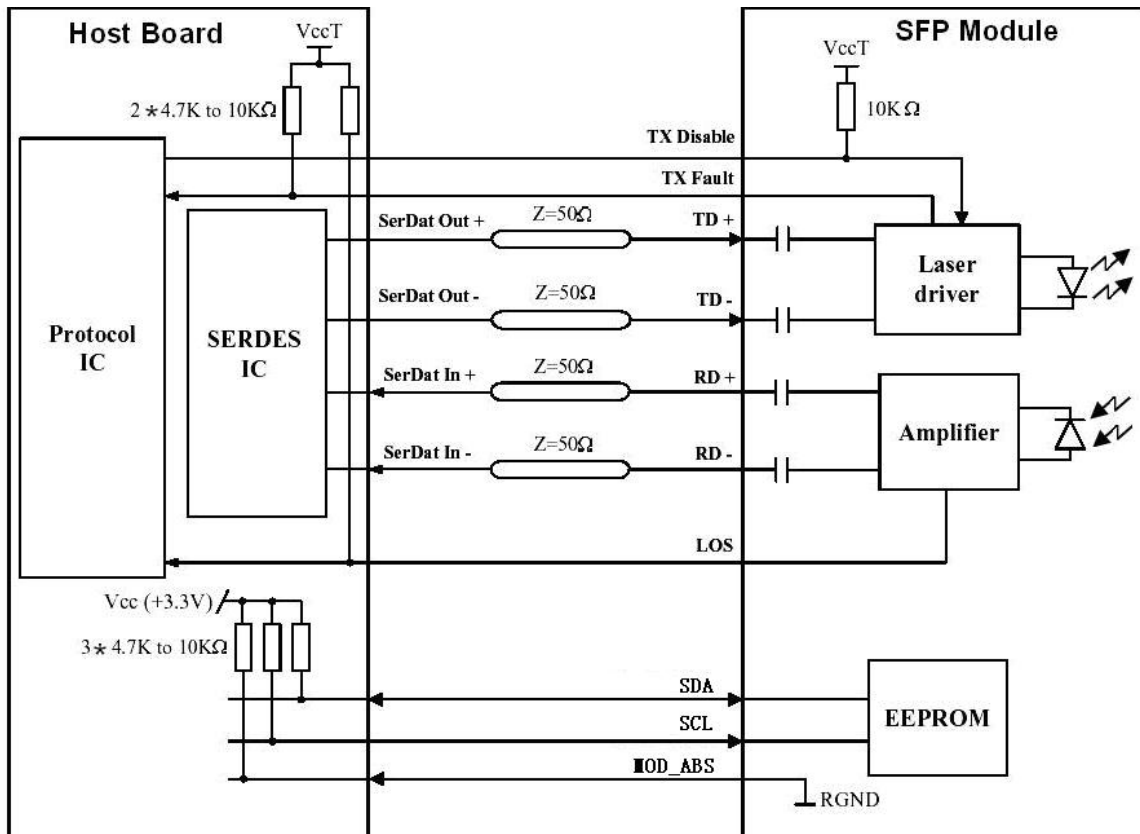 Host Board
SFP Module
VccT
VccT
2*4.7K to 10KΩ
10KΩ
TX Disable
TX Fault
SerDat Out +
Z=50Ω
TD +
SerDat Out -
Z=50Ω
TD -
Laser
driver
Protocol
IC
SERDES
IC
SerDat In +
Z=50Ω
RD +
Amplifier
SerDat In -
Z=50Ω
RD -
LOS
Vcc (+3.3V)
3*4.7K to 10KΩ
SDA
SCL
EEPROM
MOD_ABS
RGND